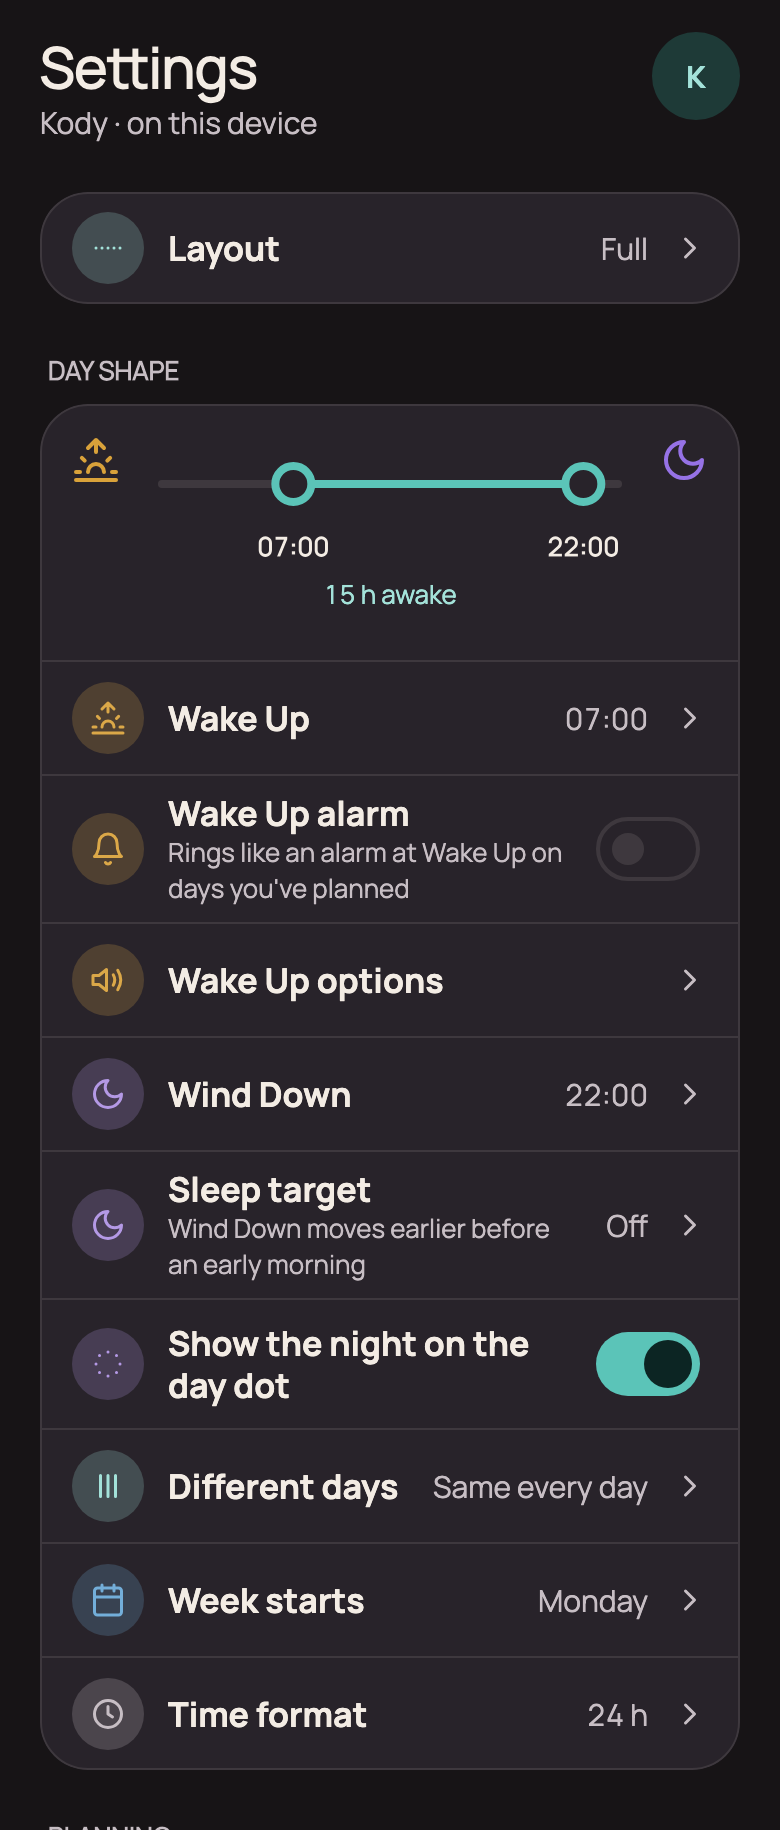 Settings
K
Kody · on this device
Layout
Full
DAY SHAPE
07:00
22:00
15 h awake
Wake Up
07:00
Wake Up alarm
Rings like an alarm at Wake Up on
days you've planned
Wake Up options
Wind Down
22:00
Sleep target
Wind Down moves earlier before
an early morning
Off
Show the night on the
day dot
Different days
Same every day
Week starts
Monday
Time format
24 h
PLANNING